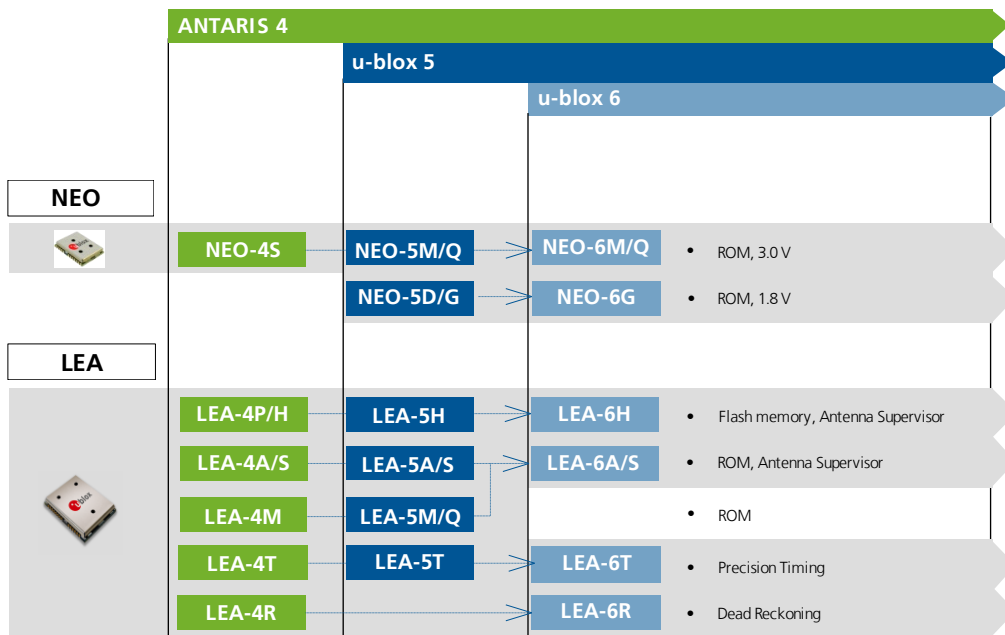 ANTARIS 4
u-blox 5
u-blox 6
NEO
NEO-4S NEO-5M/Q NEO-6M/Q • ROM, 3.0 V
NEO-5D/G NEO-6G • ROM, 1.8 V
LEA
LEA-4P/H LEA-5H LEA-6H • Flash memory, Antenna Supervisor
LEA-4A/S LEA-5A/S LEA-6A/S • ROM, Antenna Supervisor
ublox
LEA-4M LEA-5M/Q • ROM
LEA-4T LEA-5T LEA-6T • Precision Timing
LEA-4R LEA-6R • Dead Reckoning